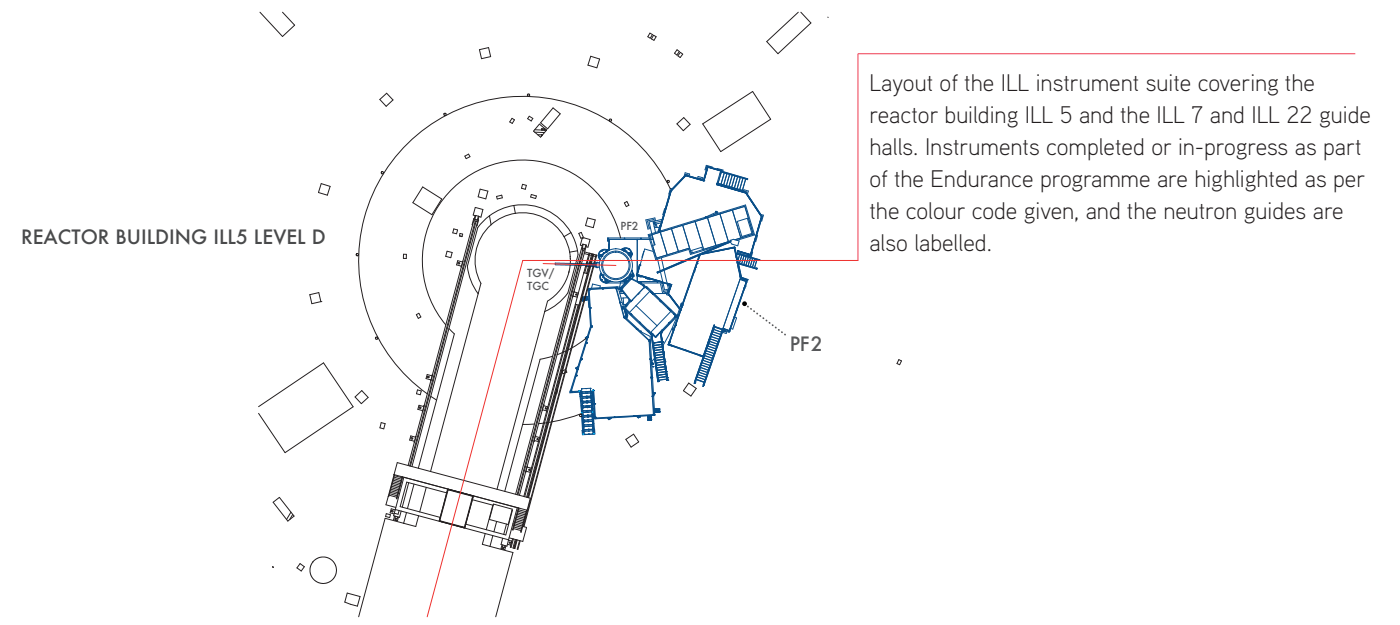 Layout of the ILL instrument suite covering the
reactor building ILL 5 and the ILL 7 and ILL 22 guide
halls. Instruments completed or in-progress as part
of the Endurance programme are highlighted as per
the colour code given, and the neutron guides are
also labelled.
REACTOR BUILDING ILL5 LEVEL D
PF2
TGV/
TGC
PF2